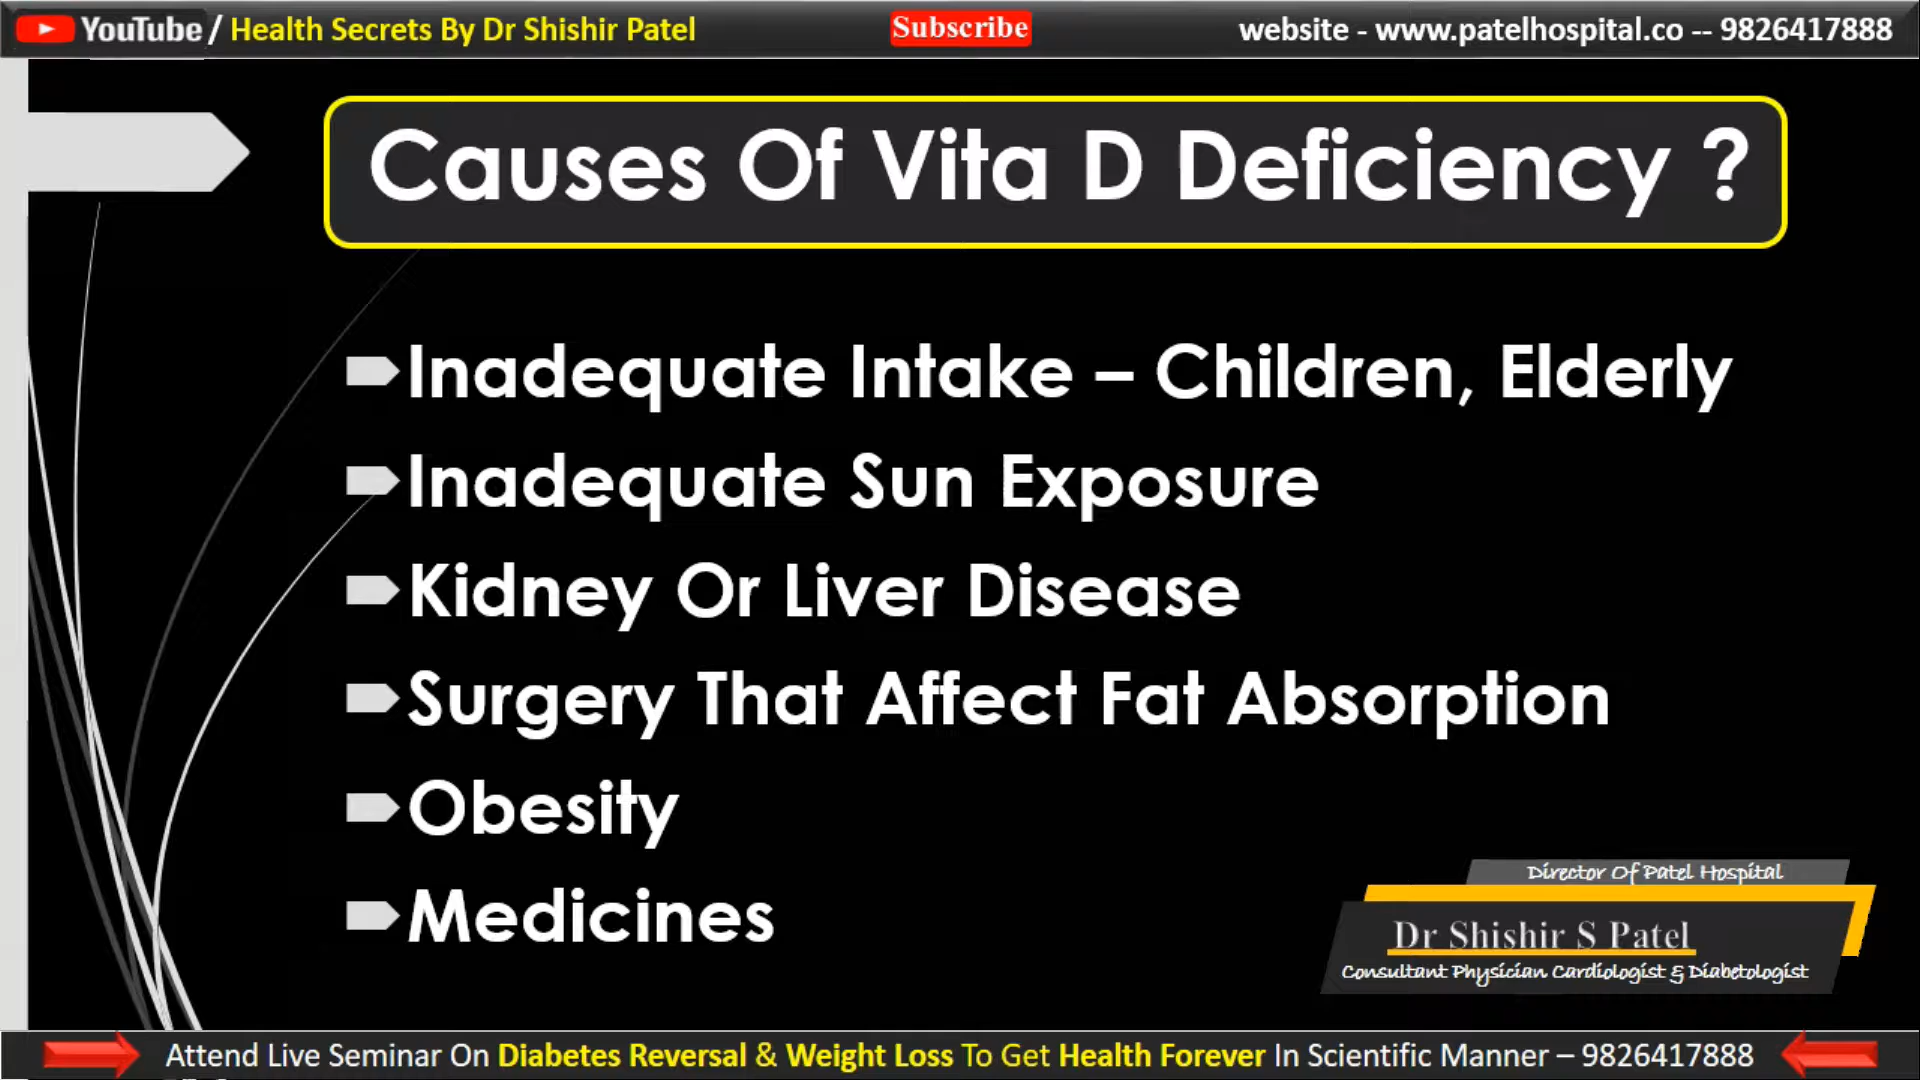 YouTube / Health Secrets By Dr Shishir Patel Subscribe website - www.patelhospital.co -- 9826417888
Causes Of Vita D Deficiency ?
Inadequate Intake – Children, Elderly
Inadequate Sun Exposure
Kidney Or Liver Disease
Surgery That Affect Fat Absorption
Obesity
Medicines
Director Of Patel Hospital
Dr Shishir S Patel
Consultant Physician Cardiologist & Diabetologist
Attend Live Seminar On Diabetes Reversal & Weight Loss To Get Health Forever In Scientific Manner – 9826417888